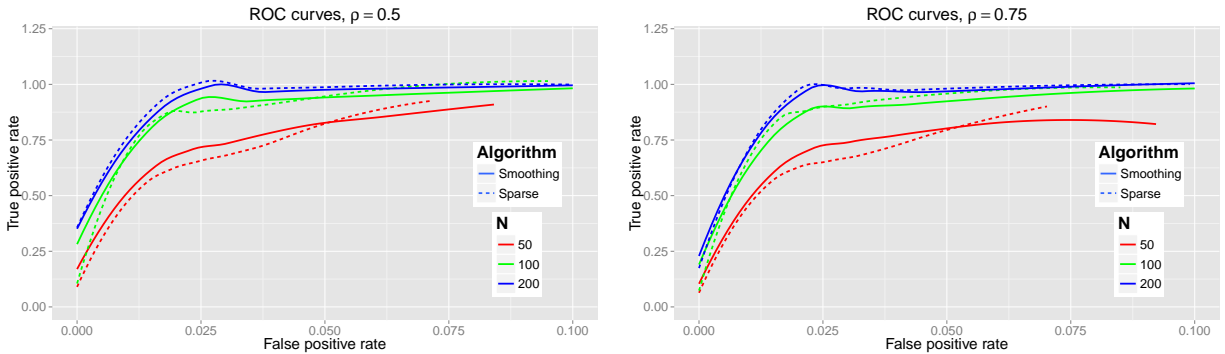 ROC curves, ρ = 0.5
True positive rate
1.25
1.00
0.75
0.50
0.25
0.00
Algorithm
Smoothing
Sparse
N
50
100
200
0.000 0.025 0.050 0.075 0.100
False positive rate
ROC curves, ρ = 0.75
True positive rate
1.25
1.00
0.75
0.50
0.25
0.00
Algorithm
Smoothing
Sparse
N
50
100
200
0.000 0.025 0.050 0.075 0.100
False positive rate